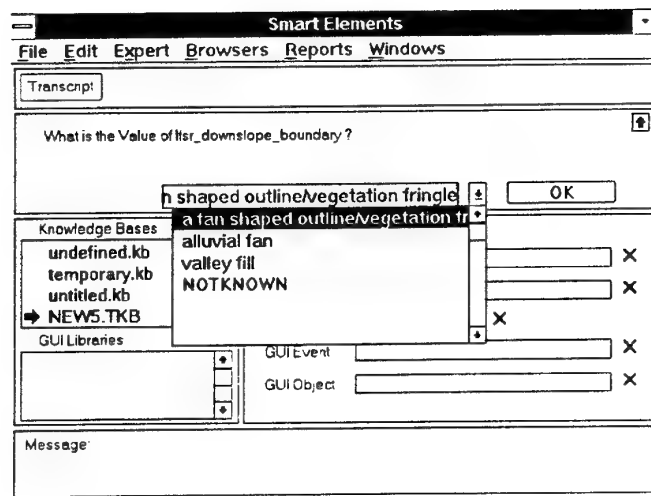 Smart Elements
File Edit Expert Browsers Reports Windows
Transcript
What is the Value of ltsr_downslope_boundary ?
n shaped outline/vegetation fringle
OK
a fan shaped outline/vegetation fr
alluvial fan
valley fill
NOTKNOWN
Knowledge Bases
undefined.kb
temporary.kb
untitled.kb
NEW5.TKB
GUI Libraries
GUI Event
GUI Object
Message: